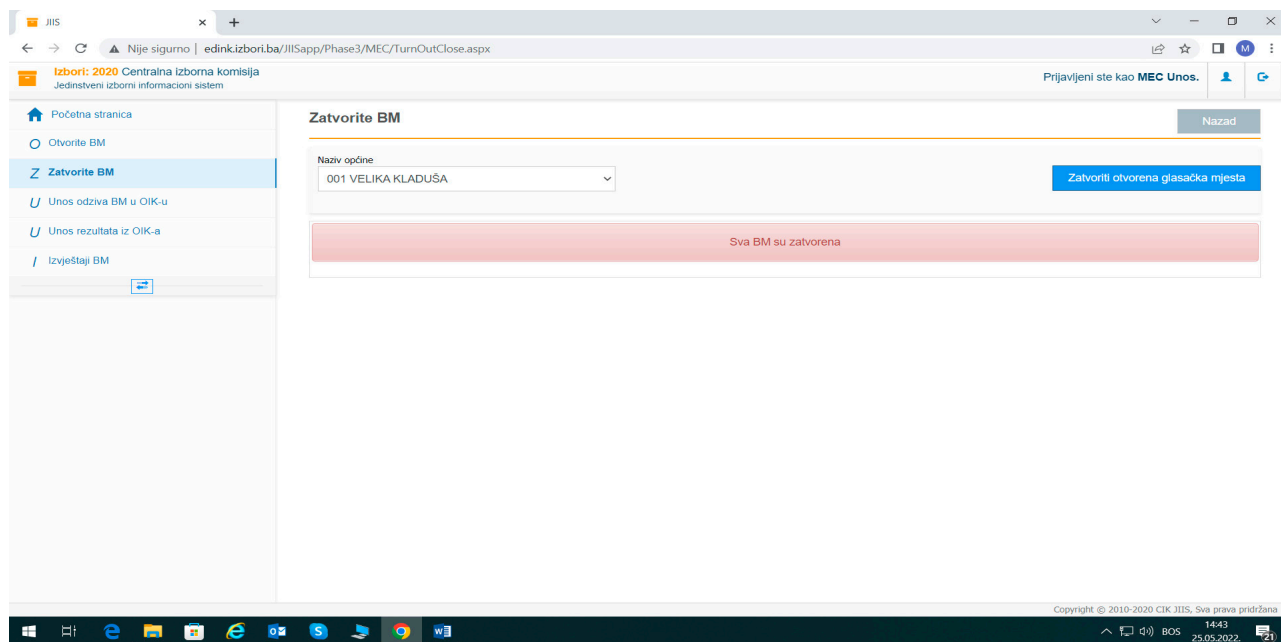 JIIS
Nije sigurno | edink.izbori.ba/JIISapp/Phase3/MEC/TurnOutClose.aspx
M
Izbori: 2020 Centralna izborna komisija
Jedinstveni izborni informacioni sistem
Prijavljeni ste kao MEC Unos.
Početna stranica
O Otvorite BM
Z Zatvorite BM
U Unos odziva BM u OIK-u
U Unos rezultata iz OIK-a
I Izvještaji BM
Zatvorite BM
Nazad
Naziv općine
001 VELIKA KLADUŠA
Zatvoriti otvorena glasačka mjesta
Sva BM su zatvorena
Copyright © 2010-2020 CIK JIIS, Sva prava pridržana
BOS
14:43
25.05.2022.
21